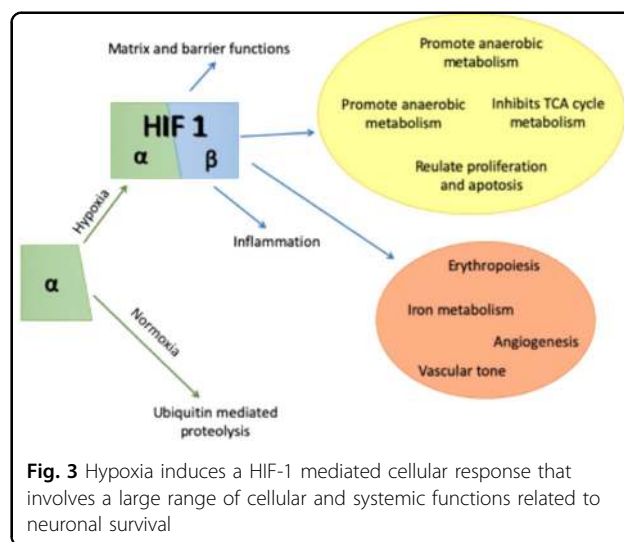 Matrix and barrier functions
Promote anaerobic
metabolism
Promote anaerobic
metabolism
Inhibits TCA cycle
metabolism
Reulate proliferation
and apotosis
HIF 1
α
β
Hypoxia
Inflammation
α
Normoxia
Erythropoiesis
Iron metabolism
Angiogenesis
Vascular tone
Ubiquitin mediated
proteolysis
Fig. 3 Hypoxia induces a HIF-1 mediated cellular response that
involves a large range of cellular and systemic functions related to
neuronal survival